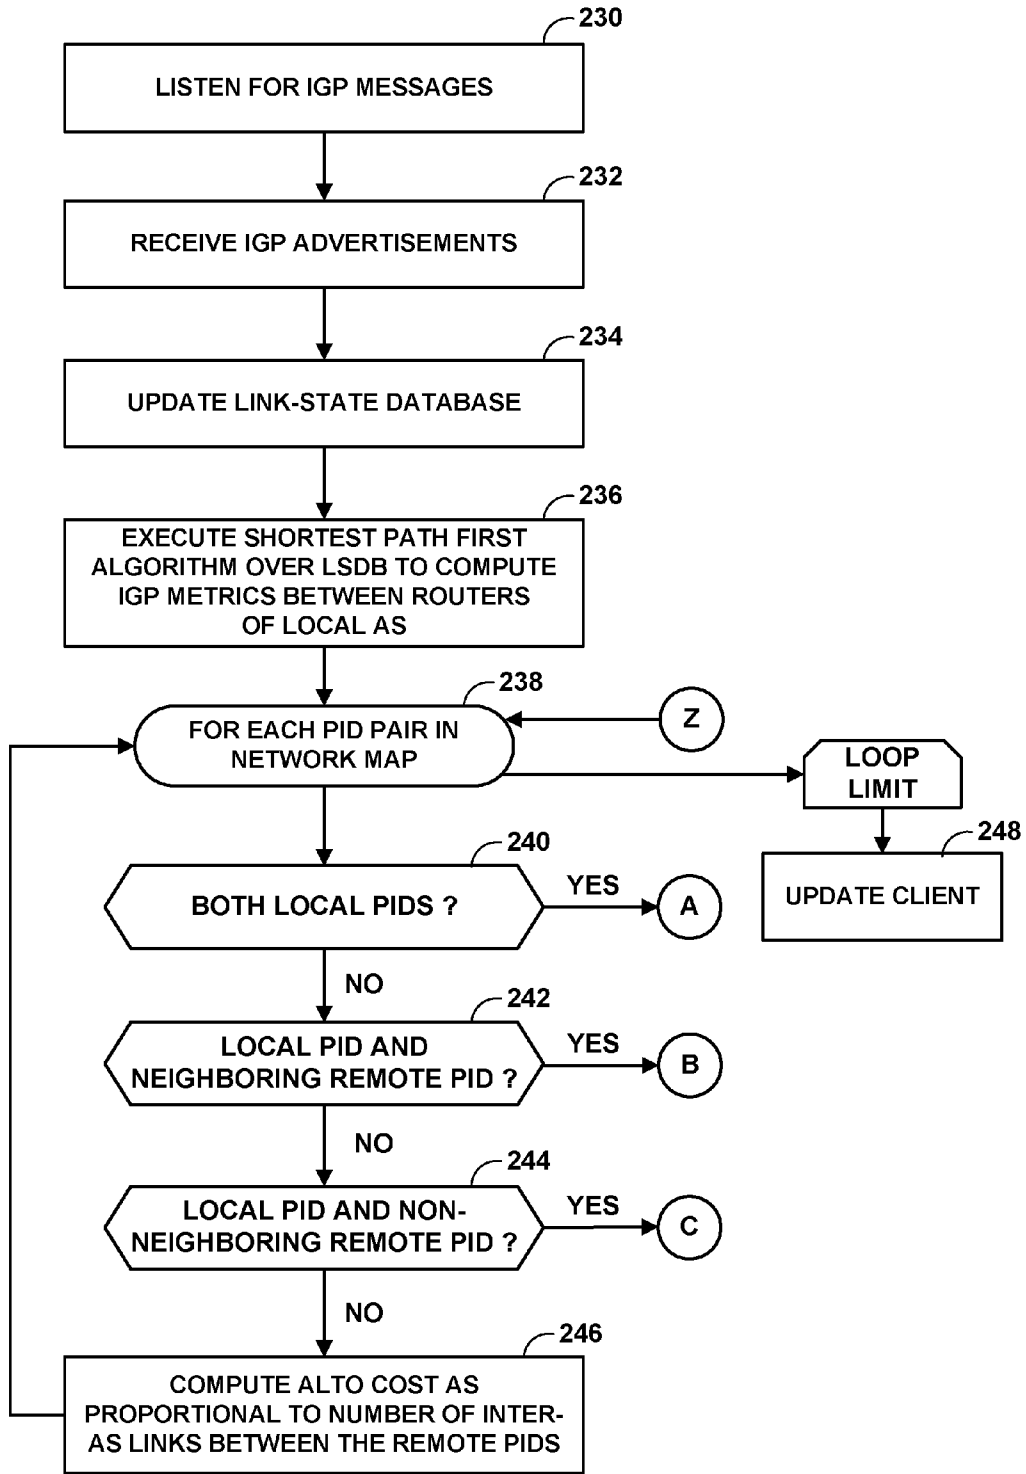 230
LISTEN FOR IGP MESSAGES
232
RECEIVE IGP ADVERTISEMENTS
234
UPDATE LINK-STATE DATABASE
236
EXECUTE SHORTEST PATH FIRST
ALGORITHM OVER LSDB TO COMPUTE
IGP METRICS BETWEEN ROUTERS
OF LOCAL AS
238
FOR EACH PID PAIR IN
NETWORK MAP
Z
LOOP
LIMIT
248
UPDATE CLIENT
240
BOTH LOCAL PIDS ?
YES
A
NO
242
LOCAL PID AND
NEIGHBORING REMOTE PID ?
YES
B
NO
244
LOCAL PID AND NON-
NEIGHBORING REMOTE PID ?
YES
C
NO
246
COMPUTE ALTO COST AS
PROPORTIONAL TO NUMBER OF INTER-
AS LINKS BETWEEN THE REMOTE PIDS